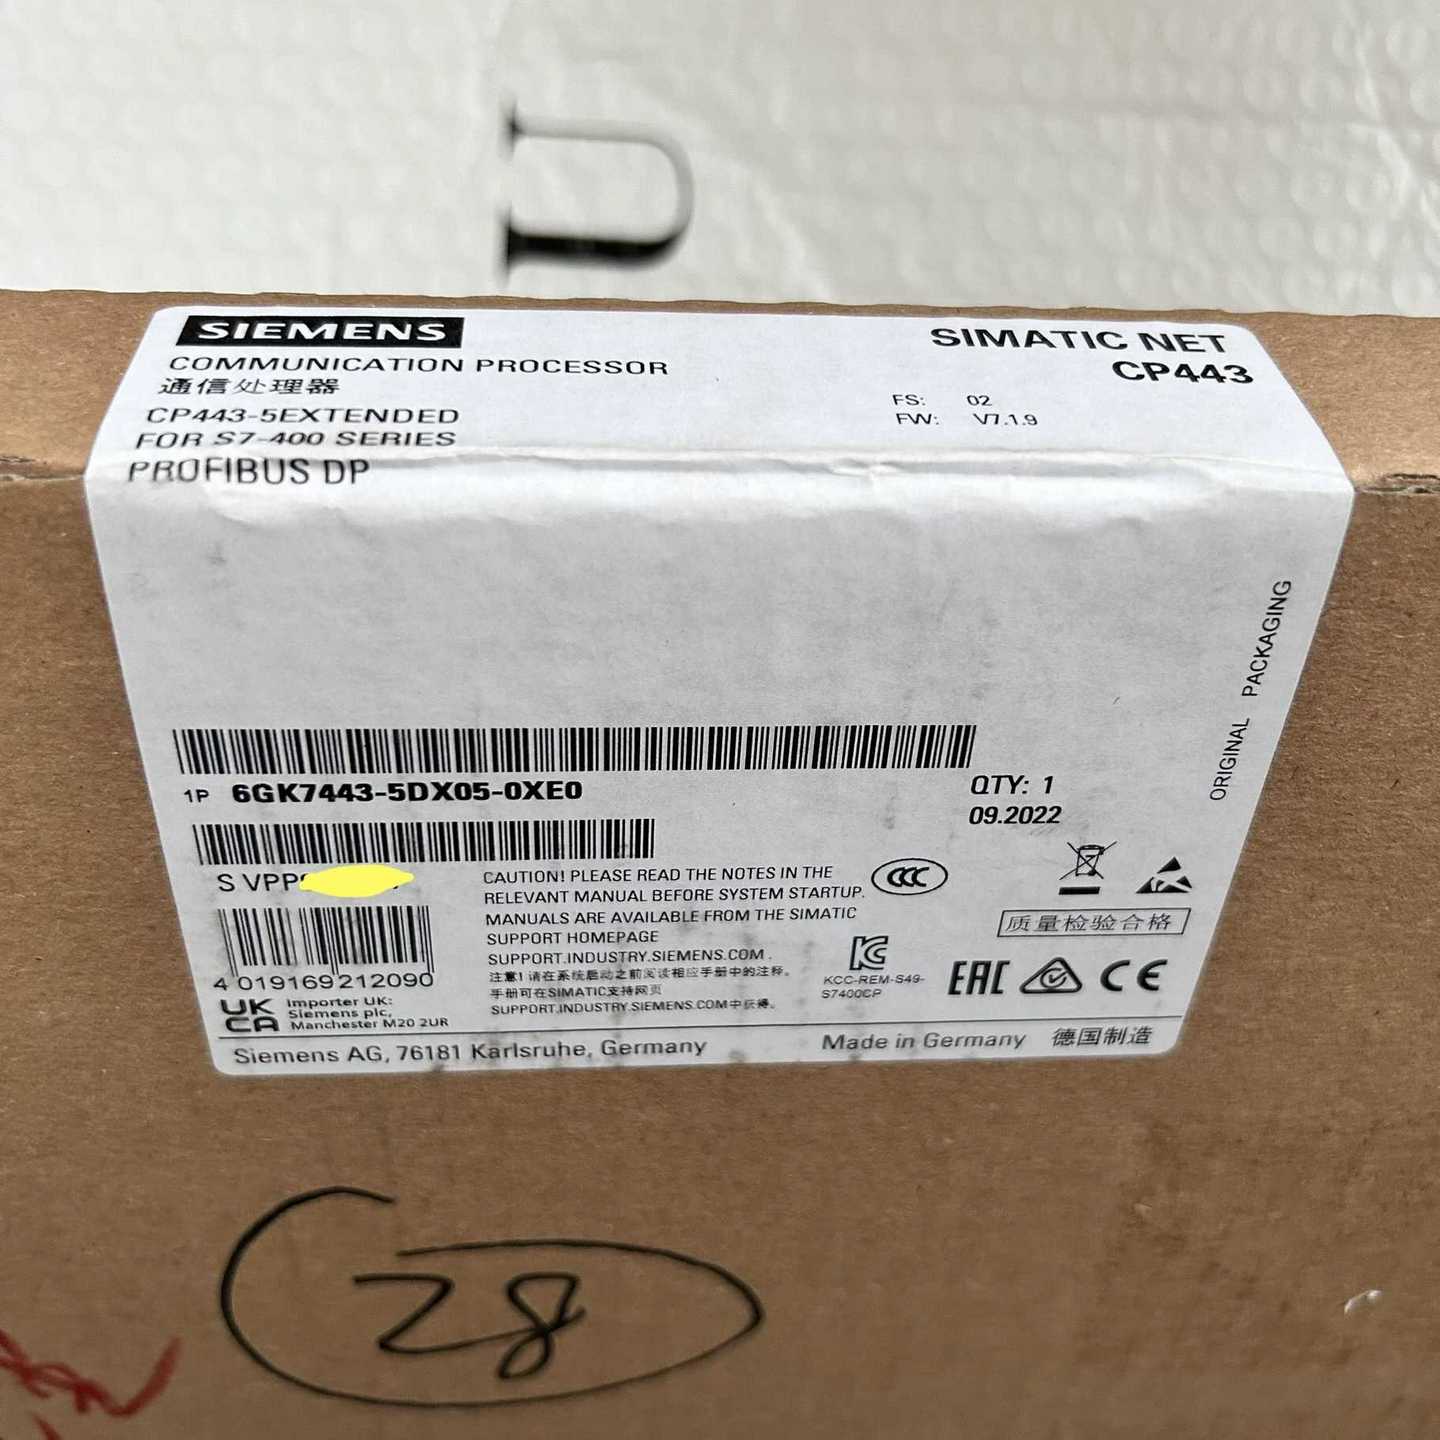 U
SIEMENS
SIMATIC NET
CP443
COMMUNICATION PROCESSOR
通信处理器
CP443-5EXTENDED
FOR S7-400 SERIES
PROFIBUS DP
FS: 02
FW: V7.1.9
ORIGINAL PACKAGING
1P 6GK7443-5DX05-0XE0
QTY: 1
09.2022
S VPP
4 019169 212090
CAUTION! PLEASE READ THE NOTES IN THE
RELEVANT MANUAL BEFORE SYSTEM STARTUP.
MANUALS ARE AVAILABLE FROM THE SIMATIC
SUPPORT HOMEPAGE
SUPPORT.INDUSTRY.SIEMENS.COM .
注意! 请在系统启动之前阅读相应手册中的注释。
手册可在SIMATIC支持网页
SUPPORT.INDUSTRY.SIEMENS.COM中获得。
CCC
质量检验合格
KC
KCC-REM-S49-
S7400CP
EAC
CE
UK
CA
Importer UK:
Siemens plc,
Manchester M20 2UR
Siemens AG, 76181 Karlsruhe, Germany
Made in Germany 德国制造
28